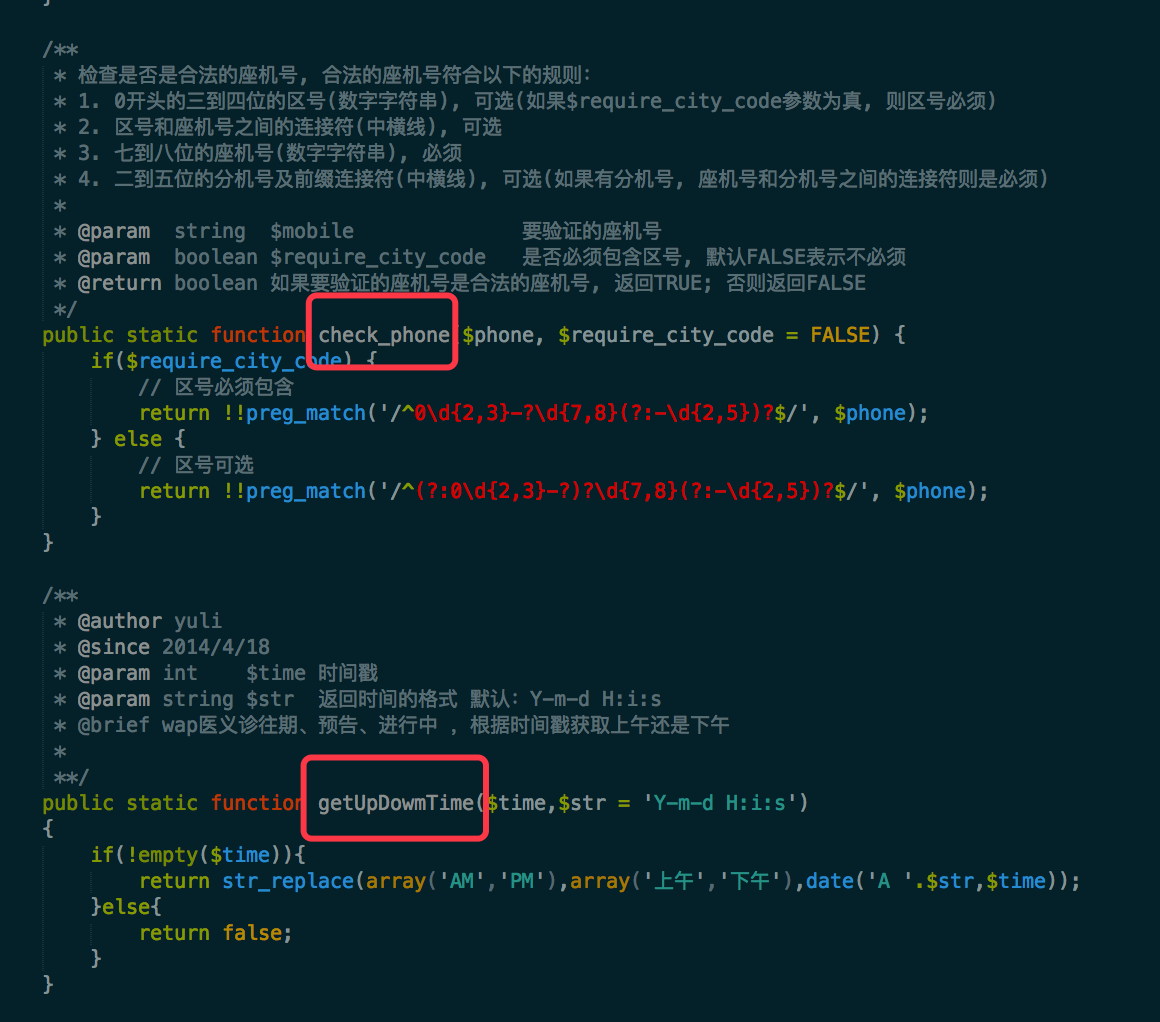 }
/**
* 检查是否是合法的座机号, 合法的座机号符合以下的规则:
* 1. 0开头的三到四位的区号(数字字符串), 可选(如果$require_city_code参数为真, 则区号必须)
* 2. 区号和座机号之间的连接符(中横线), 可选
* 3. 七到八位的座机号(数字字符串), 必须
* 4. 二到五位的分机号及前缀连接符(中横线), 可选(如果有分机号, 座机号和分机号之间的连接符则是必须)
*
* @param string $mobile 要验证的座机号
* @param boolean $require_city_code 是否必须包含区号, 默认FALSE表示不必须
* @return boolean 如果要验证的座机号是合法的座机号, 返回TRUE; 否则返回FALSE
*/
public static function check_phone($phone, $require_city_code = FALSE) {
if($require_city_code) {
// 区号必须包含
return !!preg_match('/^0\d{2,3}-?\d{7,8}(?:-\d{2,5})?$/', $phone);
} else {
// 区号可选
return !!preg_match('/^(?:0\d{2,3}-?)?\d{7,8}(?:-\d{2,5})?$/', $phone);
}
}
/**
* @author yuli
* @since 2014/4/18
* @param int $time 时间戳
* @param string $str 返回时间的格式 默认: Y-m-d H:i:s
* @brief wap医义诊往期、预告、进行中 , 根据时间戳获取上午还是下午
*
**/
public static function getUpDowmTime($time,$str = 'Y-m-d H:i:s')
{
if(!empty($time)){
return str_replace(array('AM','PM'),array('上午','下午'),date('A '.$str,$time));
}else{
return false;
}
}